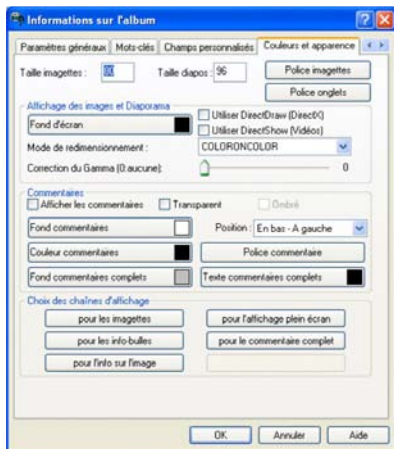 Informations sur l'album
Paramètres généraux Mots-clés Champs personnalisés Couleurs et apparence
Taille imagettes : 80 Taille diapos : 96 Police imagettes
Police onglets
Affichage des images et Diaporama
Fond d'écran Utiliser DirectDraw (DirectX)
Utiliser DirectShow (Vidéos)
Mode de redimensionnement : COLORONCOLOR
Correction du Gamma (0:aucune): 0
Commentaires
Afficher les commentaires Transparent Ombré
Fond commentaires Position : En bas - A gauche
Couleur commentaires Police commentaire
Fond commentaires complets Texte commentaires complets
Choix des chaînes d'affichage
pour les imagettes pour l'affichage plein écran
pour les info-bulles pour le commentaire complet
pour l'info sur l'image
OK Annuler Aide